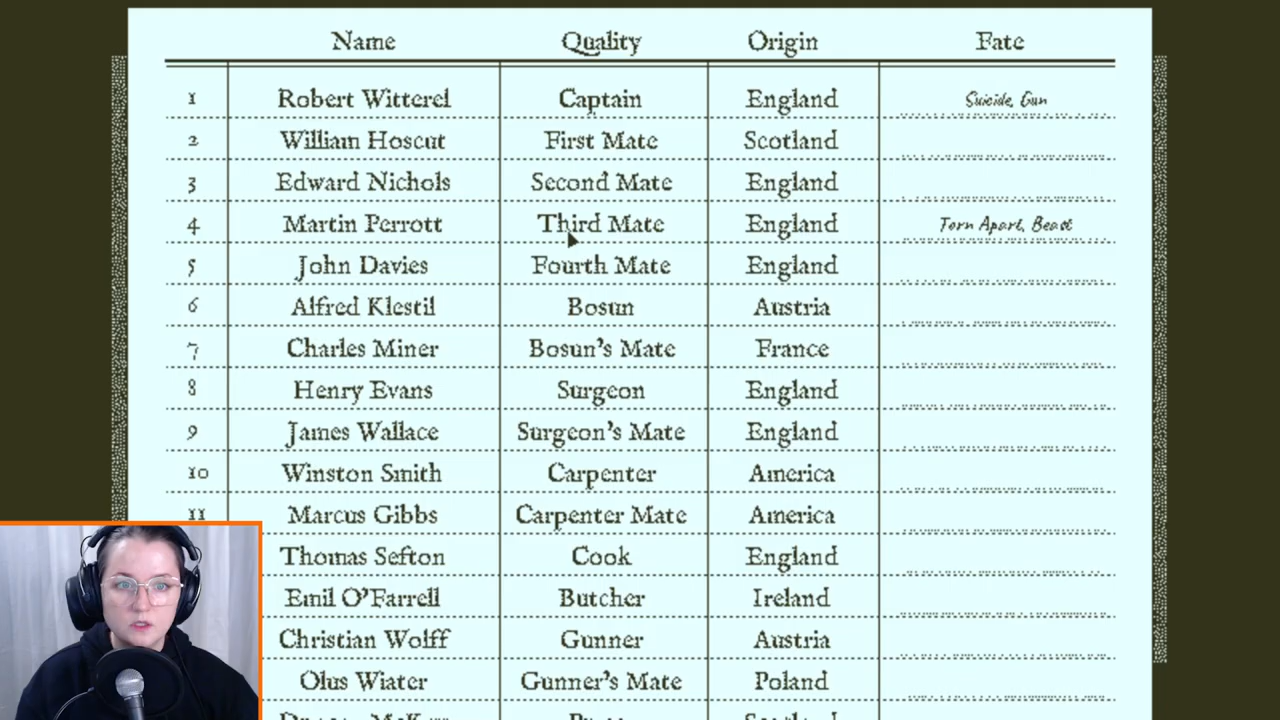 Name Quality Origin Fate
1 Robert Witterel Captain England Suicide, Gun
2 William Hoscut First Mate Scotland
3 Edward Nichols Second Mate England
4 Martin Perrott Third Mate England Torn Apart, Beast
5 John Davies Fourth Mate England
6 Alfred Klestil Bosun Austria
7 Charles Miner Bosun's Mate France
8 Henry Evans Surgeon England
9 James Wallace Surgeon's Mate England
10 Winston Smith Carpenter America
11 Marcus Gibbs Carpenter Mate America
Thomas Sefton Cook England
Emil O'Farrell Butcher Ireland
Christian Wolff Gunner Austria
Olus Wiater Gunner's Mate Poland